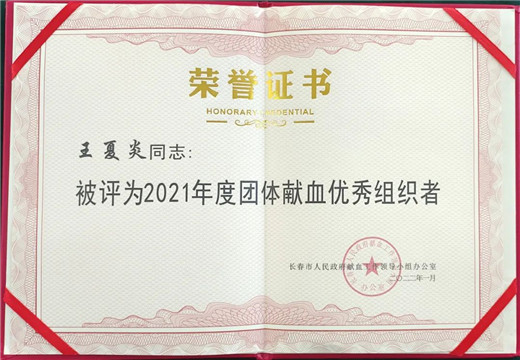 荣誉证书
HONORARY CREDENTIAL
王夏炎同志:
被评为2021年度团体献血优秀组织者
长春市人民政府献血工作领导小组办公室
二〇二二年一月